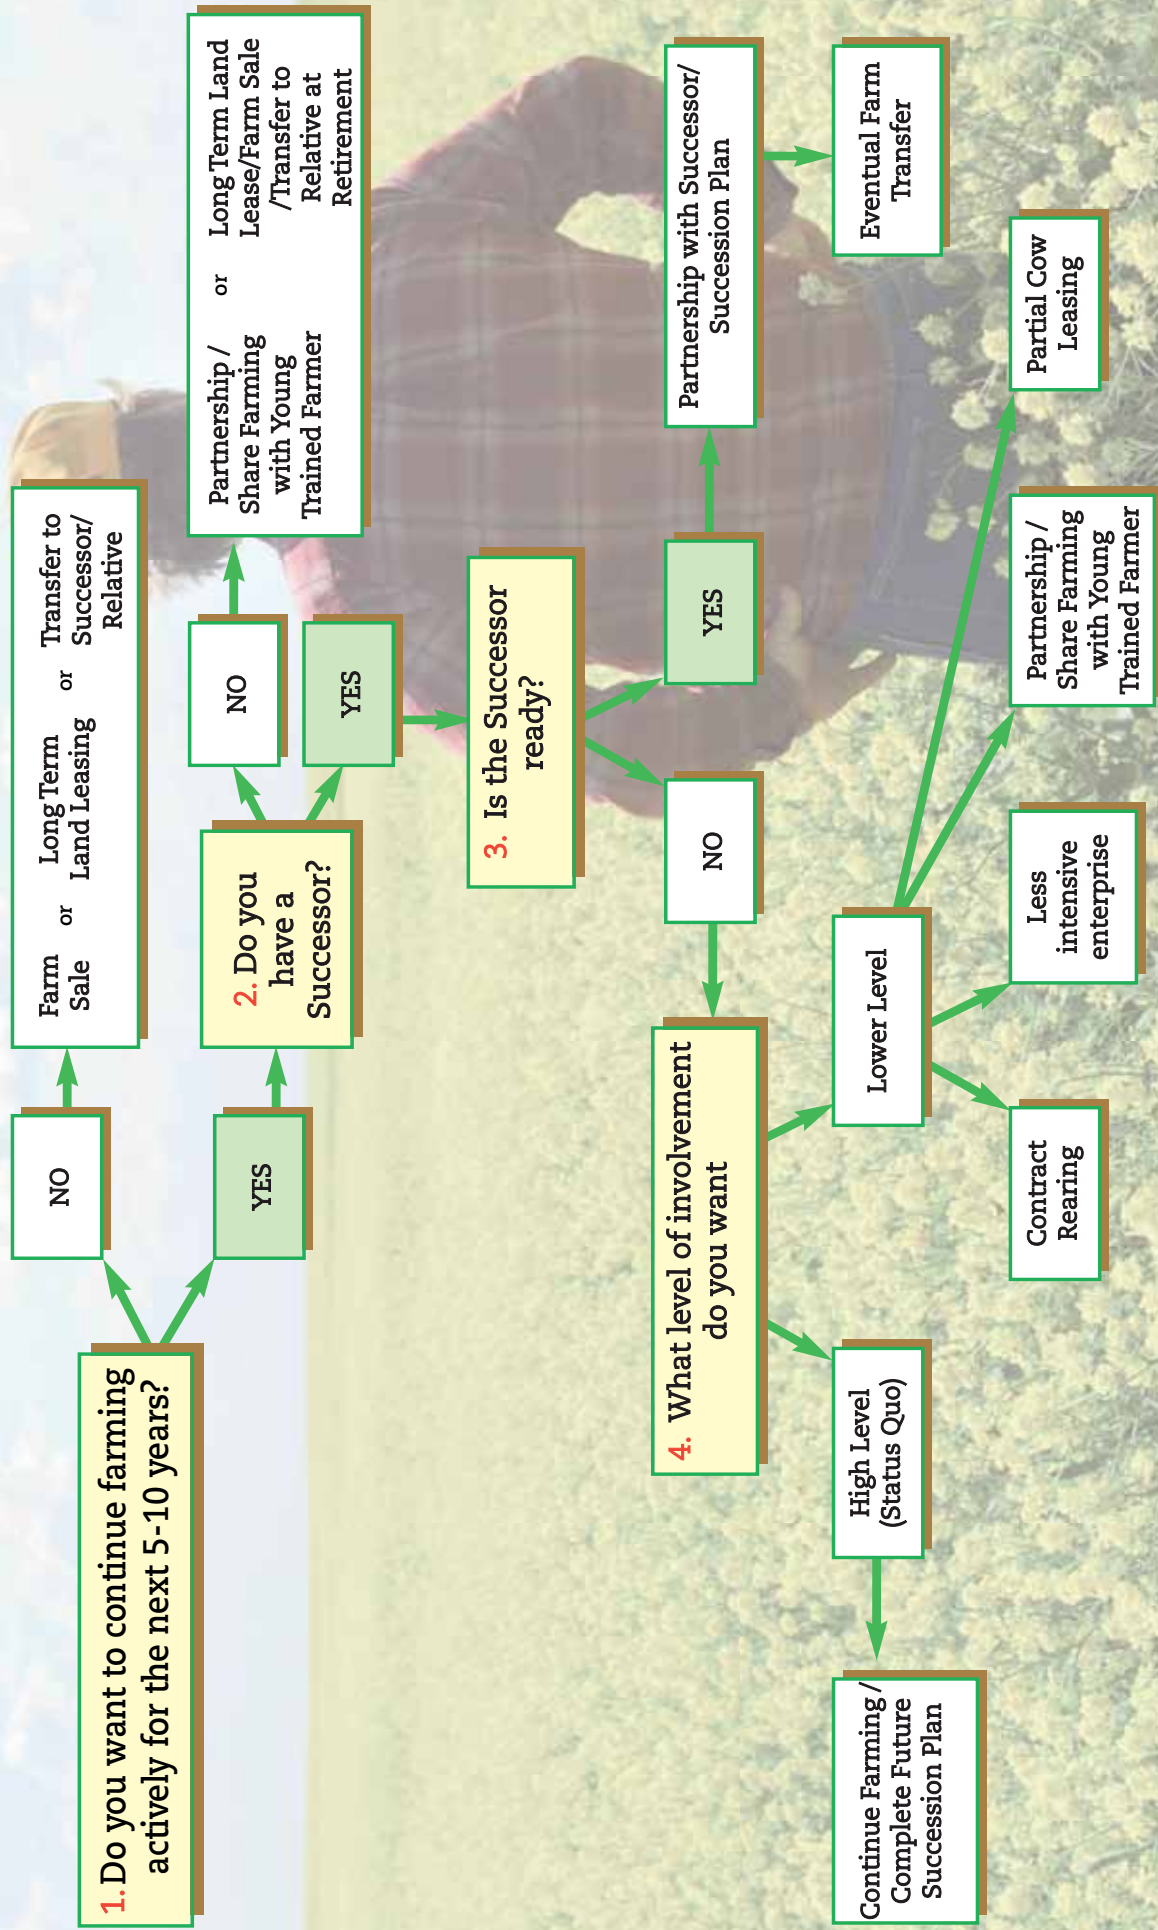 1. Do you want to continue farming
actively for the next 5-10 years?
NO
Farm
Sale
or
Long Term
Land Leasing
or
Transfer to
Successor/
Relative
YES
2. Do you
have a
Successor?
NO
Partnership /
Share Farming
with Young
Trained Farmer
or
Long Term Land
Lease/Farm Sale
/Transfer to
Relative at
Retirement
YES
3. Is the Successor
ready?
YES
Partnership with Successor/
Succession Plan
Eventual Farm
Transfer
NO
4. What level of involvement
do you want
High Level
(Status Quo)
Continue Farming /
Complete Future
Succession Plan
Lower Level
Contract
Rearing
Less
intensive
enterprise
Partnership /
Share Farming
with Young
Trained Farmer
Partial Cow
Leasing